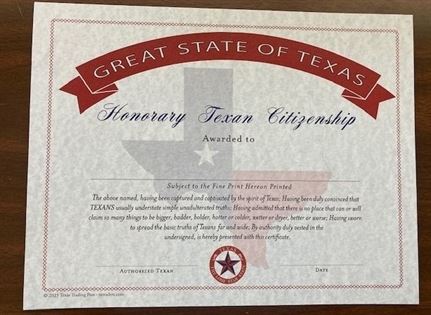 GREAT STATE OF TEXAS
Honorary Texan Citizenship
Awarded to
Subject to the Fine Print Hereon Printed
The above named, having been captured and captivated by the spirit of Texas; Having been duly convinced that
TEXANS usually understate simple unadulterated truths; Having admitted that there is no place that can or will
claim so many things to be bigger, badder, bolder, hotter or colder, wetter or dryer, better or worse; Having sworn
to spread the basic truths of Texans far and wide; By authority duly vested in the
undersigned, is hereby presented with this certificate.
TEXAS
AUTHORIZED TEXAN
DATE
Texas Trading Post